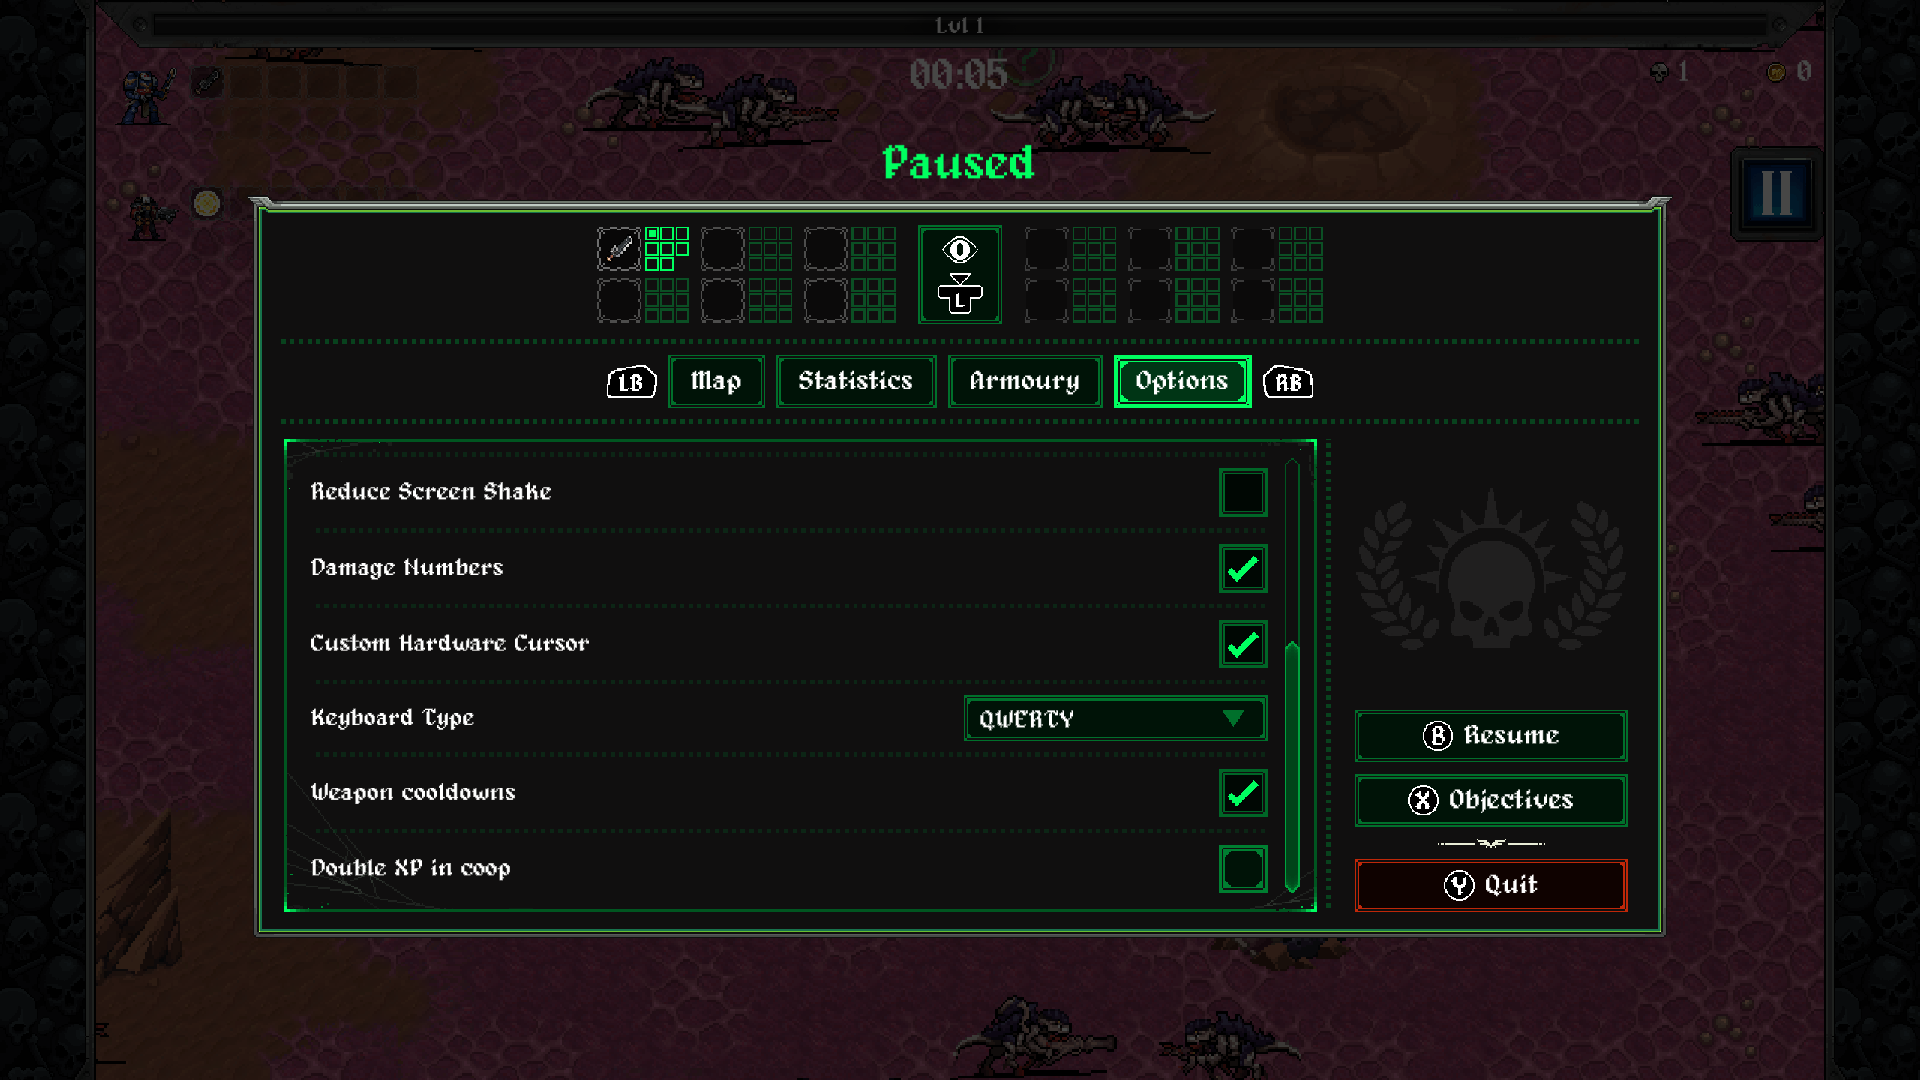 Lvl 1
00:05
1
0
Paused
L
LB
Map
Statistics
Armoury
Options
RB
Reduce Screen Shake
Damage Numbers
Custom Hardware Cursor
Keyboard Type
QWERTY
Weapon cooldowns
Double XP in coop
B Resume
X Objectives
Y Quit